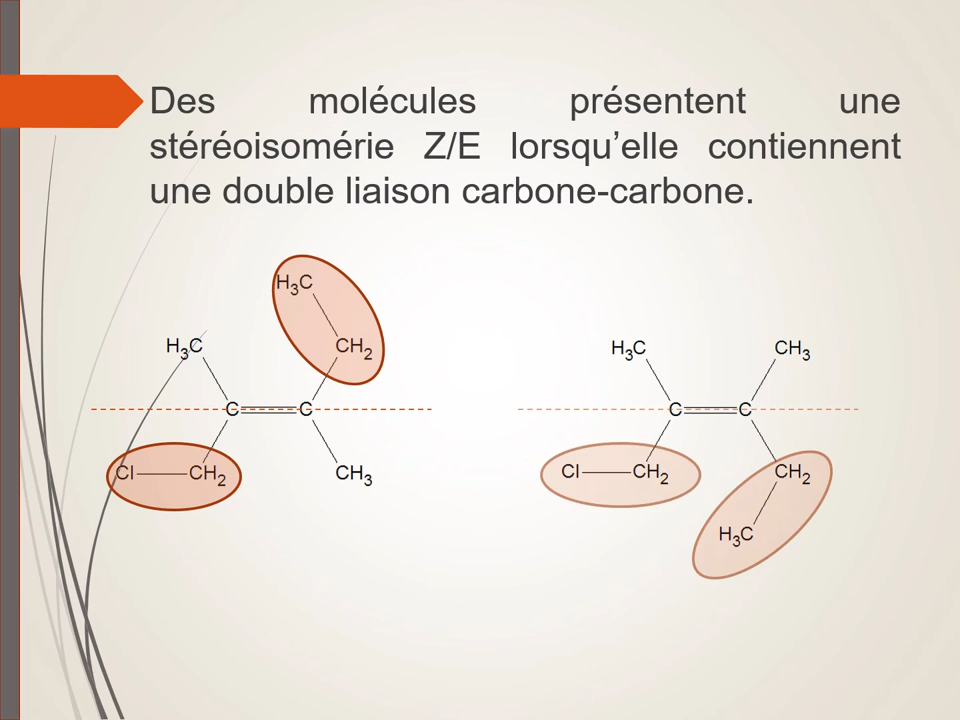 Des molécules présentent une
stéréoisomérie Z/E lorsqu’elle contiennent
une double liaison carbone-carbone.
H₃C
CH₂
H₃C
C C
Cl CH₂
CH₃
H₃C CH₃
C C
Cl CH₂ CH₂
H₃C